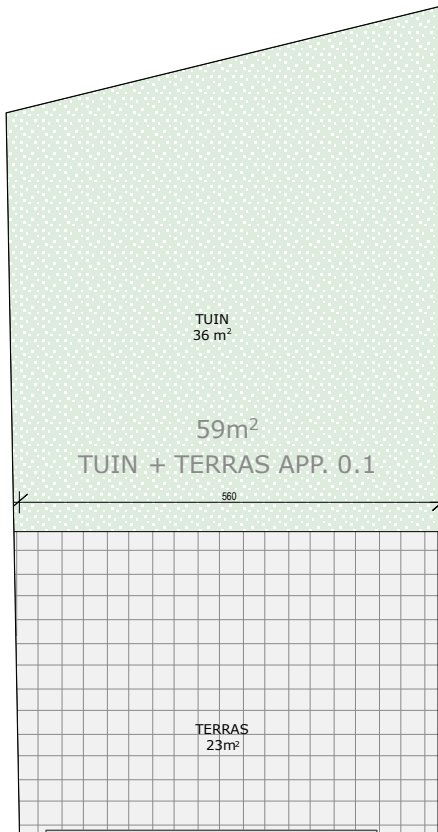 TUIN
36 m²
59m²
TUIN + TERRAS APP. 0.1
560
TERRAS
23m²